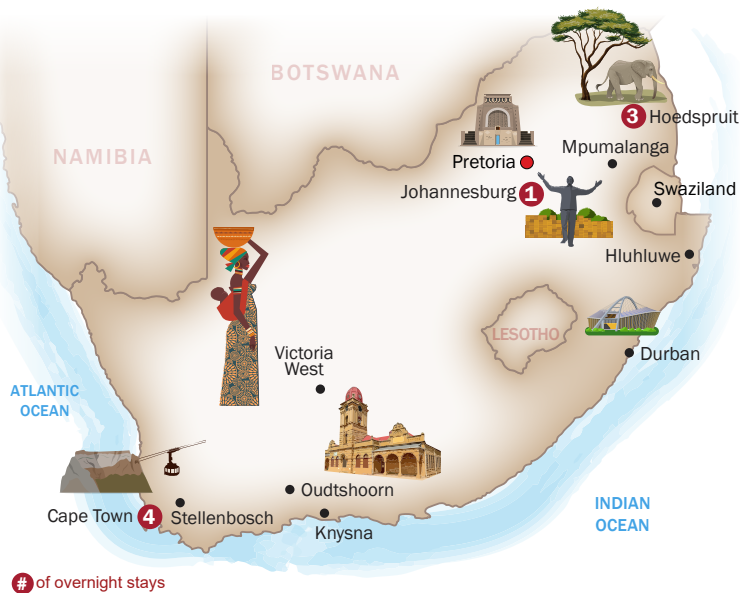 BOTSWANA
NAMIBIA
3 Hoedspruit
Mpumalanga
Pretoria
Johannesburg 1
Swaziland
Hluhluwe
LESOTHO
Durban
Victoria
West
ATLANTIC
OCEAN
Oudtshoorn
Cape Town 4 Stellenbosch
Knysna
INDIAN
OCEAN
# of overnight stays